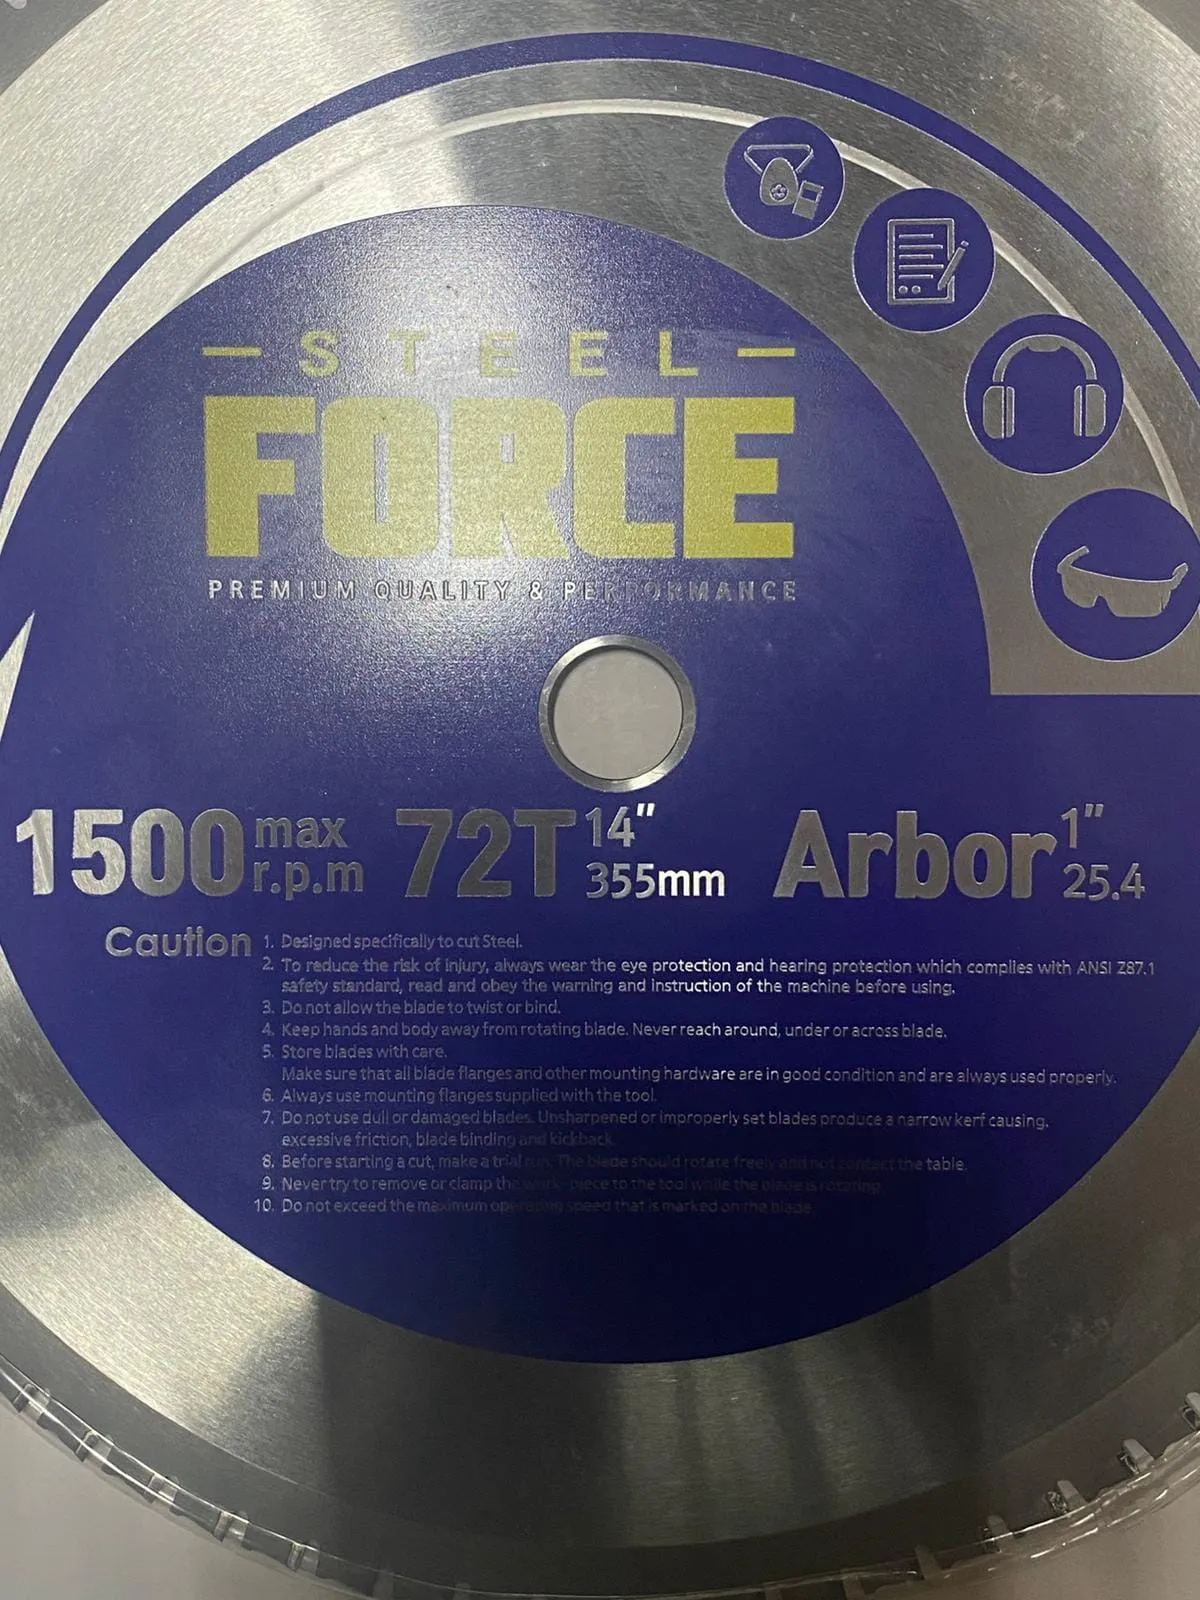 — STEEL —
FORCE
PREMIUM QUALITY & PERFORMANCE
1500 max r.p.m 72T 14" 355mm Arbor 1" 25.4
Caution
1. Designed specifically to cut Steel.
2. To reduce the risk of injury, always wear the eye protection and hearing protection which complies with ANSI Z87.1
safety standard, read and obey the warning and instruction of the machine before using.
3. Do not allow the blade to twist or bind.
4. Keep hands and body away from rotating blade. Never reach around, under or across blade.
5. Store blades with care.
Make sure that all blade flanges and other mounting hardware are in good condition and are always used properly.
6. Always use mounting flanges supplied with the tool.
7. Do not use dull or damaged blades. Unsharpened or improperly set blades produce a narrow kerf causing,
excessive friction, blade binding and kickback.
8. Before starting a cut, make a trial run, The blade should rotate freely and not contact the table.
9. Never try to remove or clamp the work-piece to the tool while the blade is rotating.
10. Do not exceed the maximum operating speed that is marked on the blade.